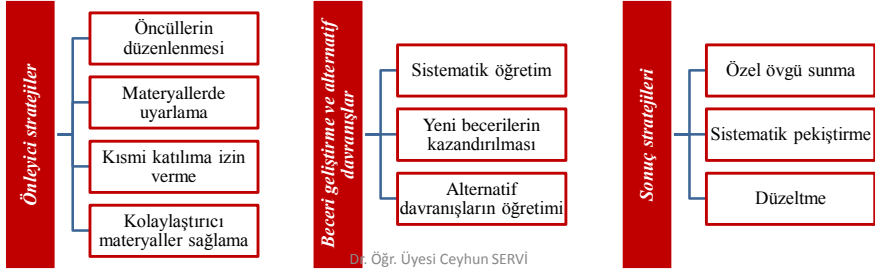 Önleyici stratejiler
Öncüllerin
düzenlenmesi
Materyallerde
uyarlama
Kısmi katılıma izin
verme
Kolaylaştırıcı
materyaller sağlama
Beceri geliştirme ve alternatif
davranışlar
Sistematik öğretim
Yeni becerilerin
kazandırılması
Alternatif
davranışların öğretimi
Sonuç stratejileri
Özel övgü sunma
Sistematik pekiştirme
Düzeltme
Dr. Öğr. Üyesi Ceyhun SERVİ